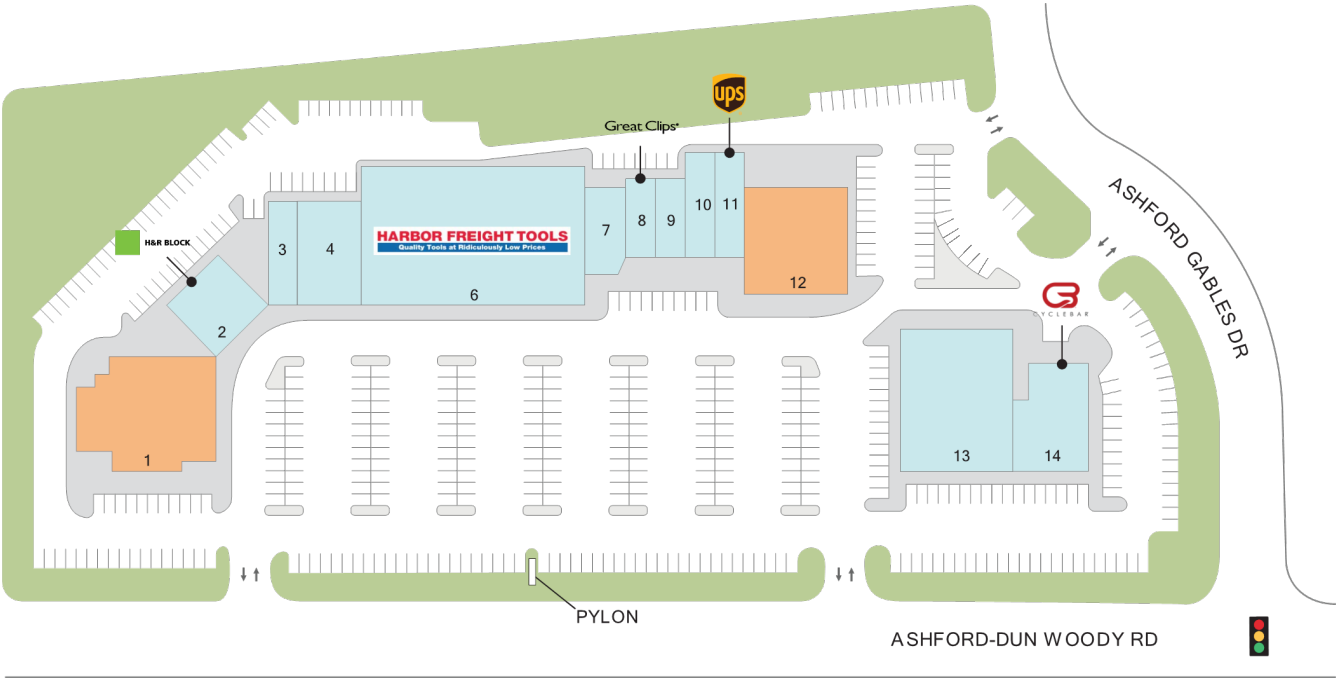 ups
Great Clips
ASHFORD GABLES DR
H&R BLOCK
HARBOR FREIGHT TOOLS
Quality Tools at Ridiculously Low Prices
3
4
6
7
8
9
10
11
12
2
1
CYCLEBAR
13
14
PYLON
ASHFORD-DUN WOODY RD